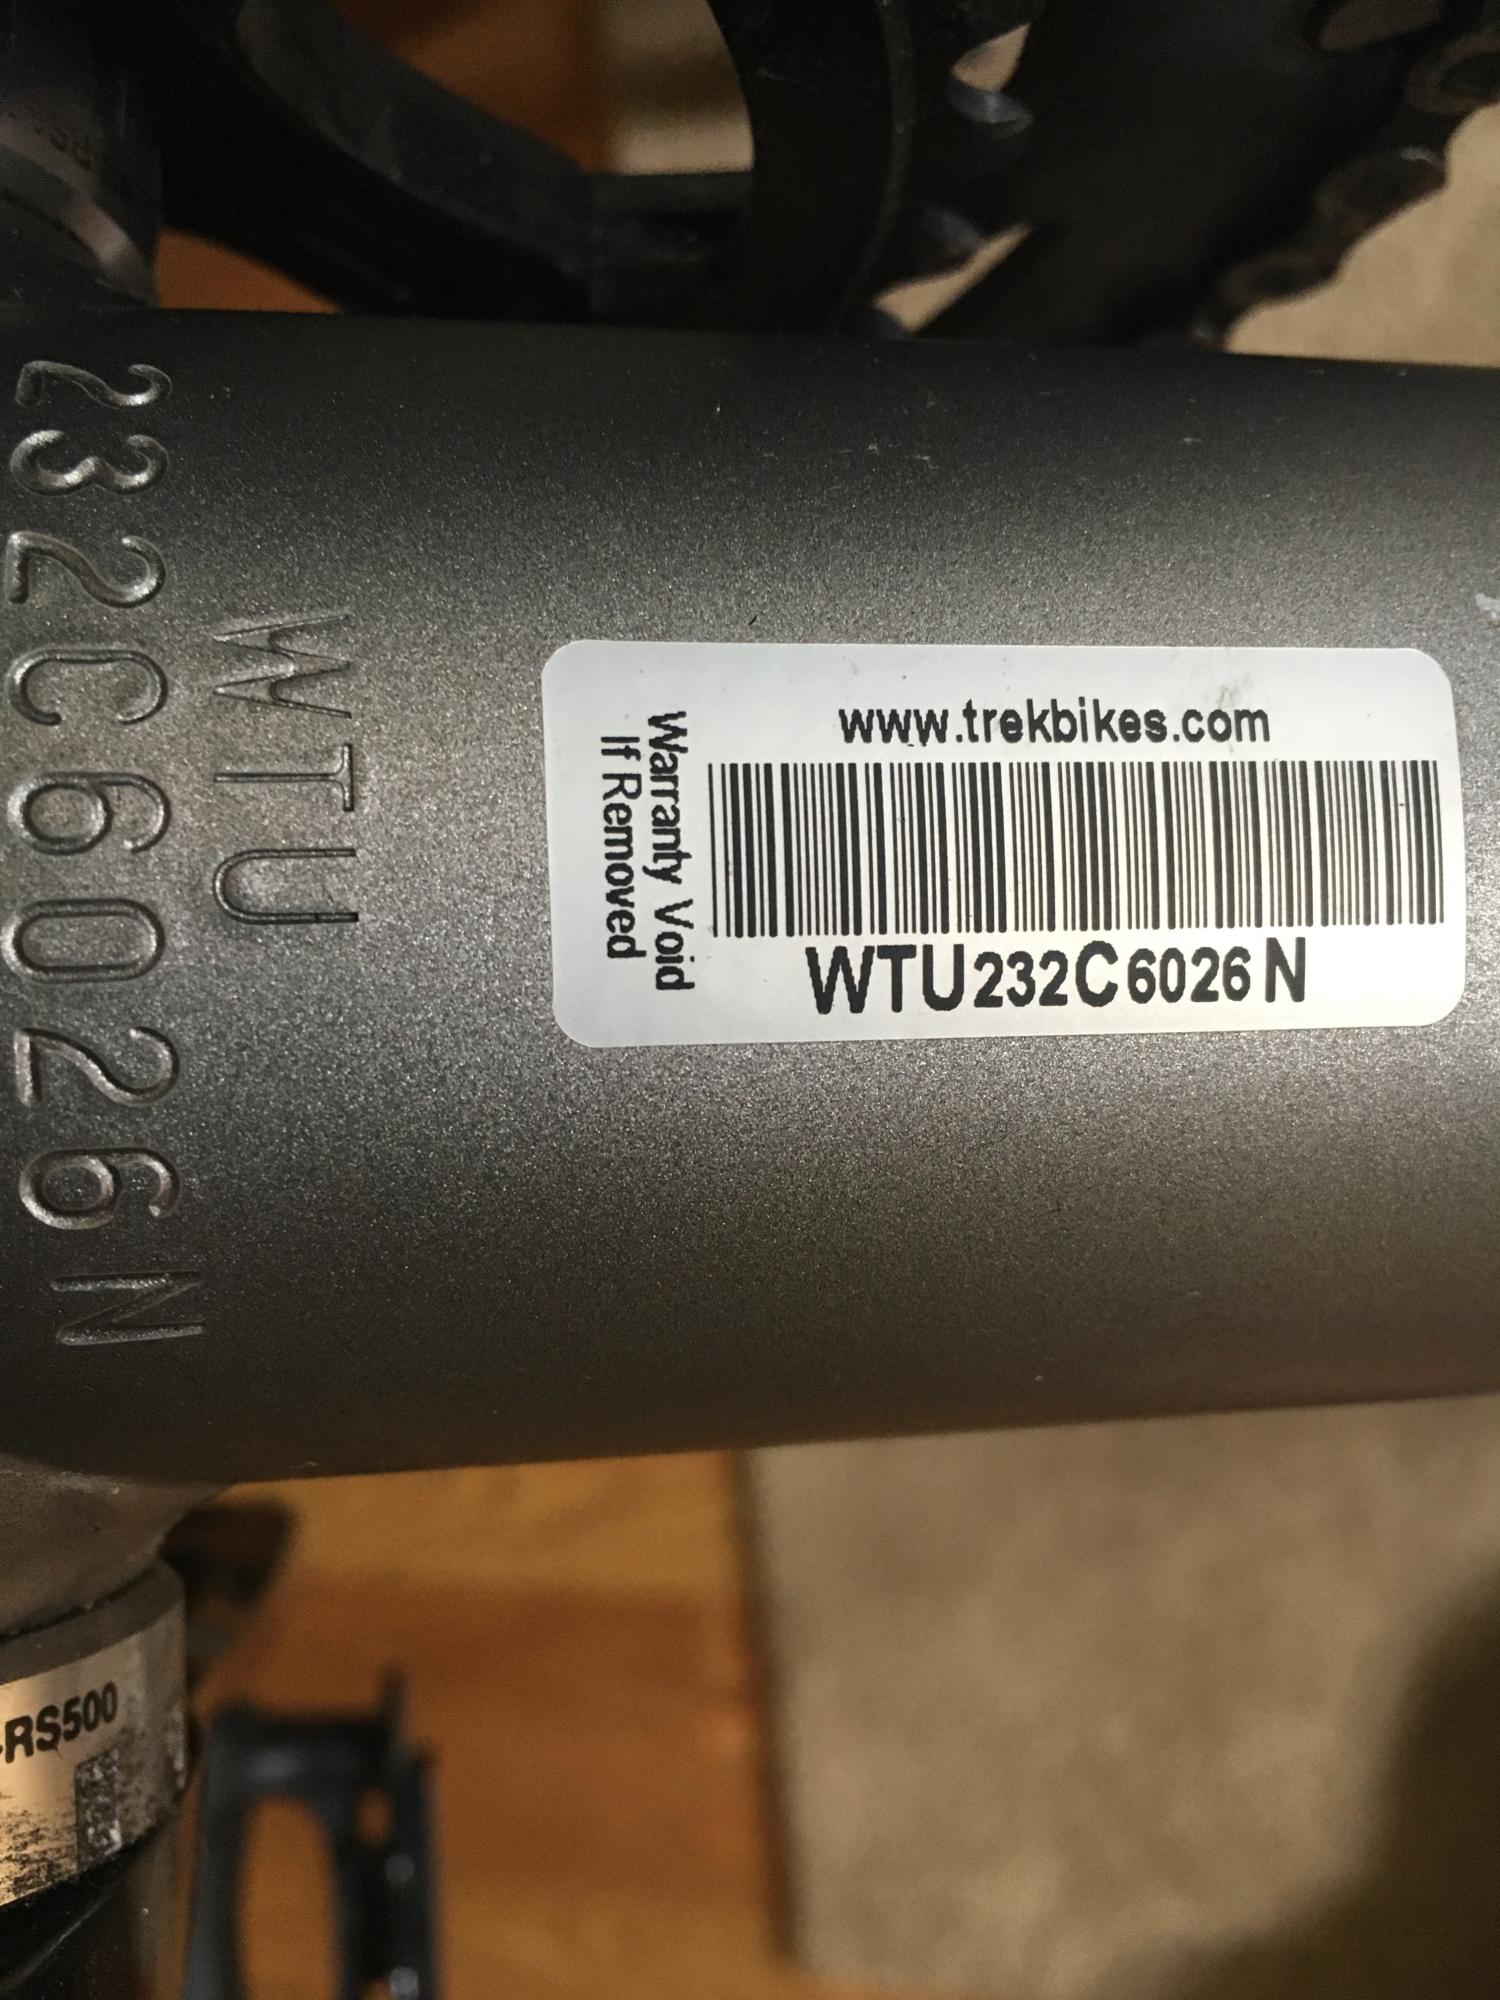 www.trekbikes.com
Warranty Void
If Removed
WTU232C6026N
WTU
232C6026N
-RS500